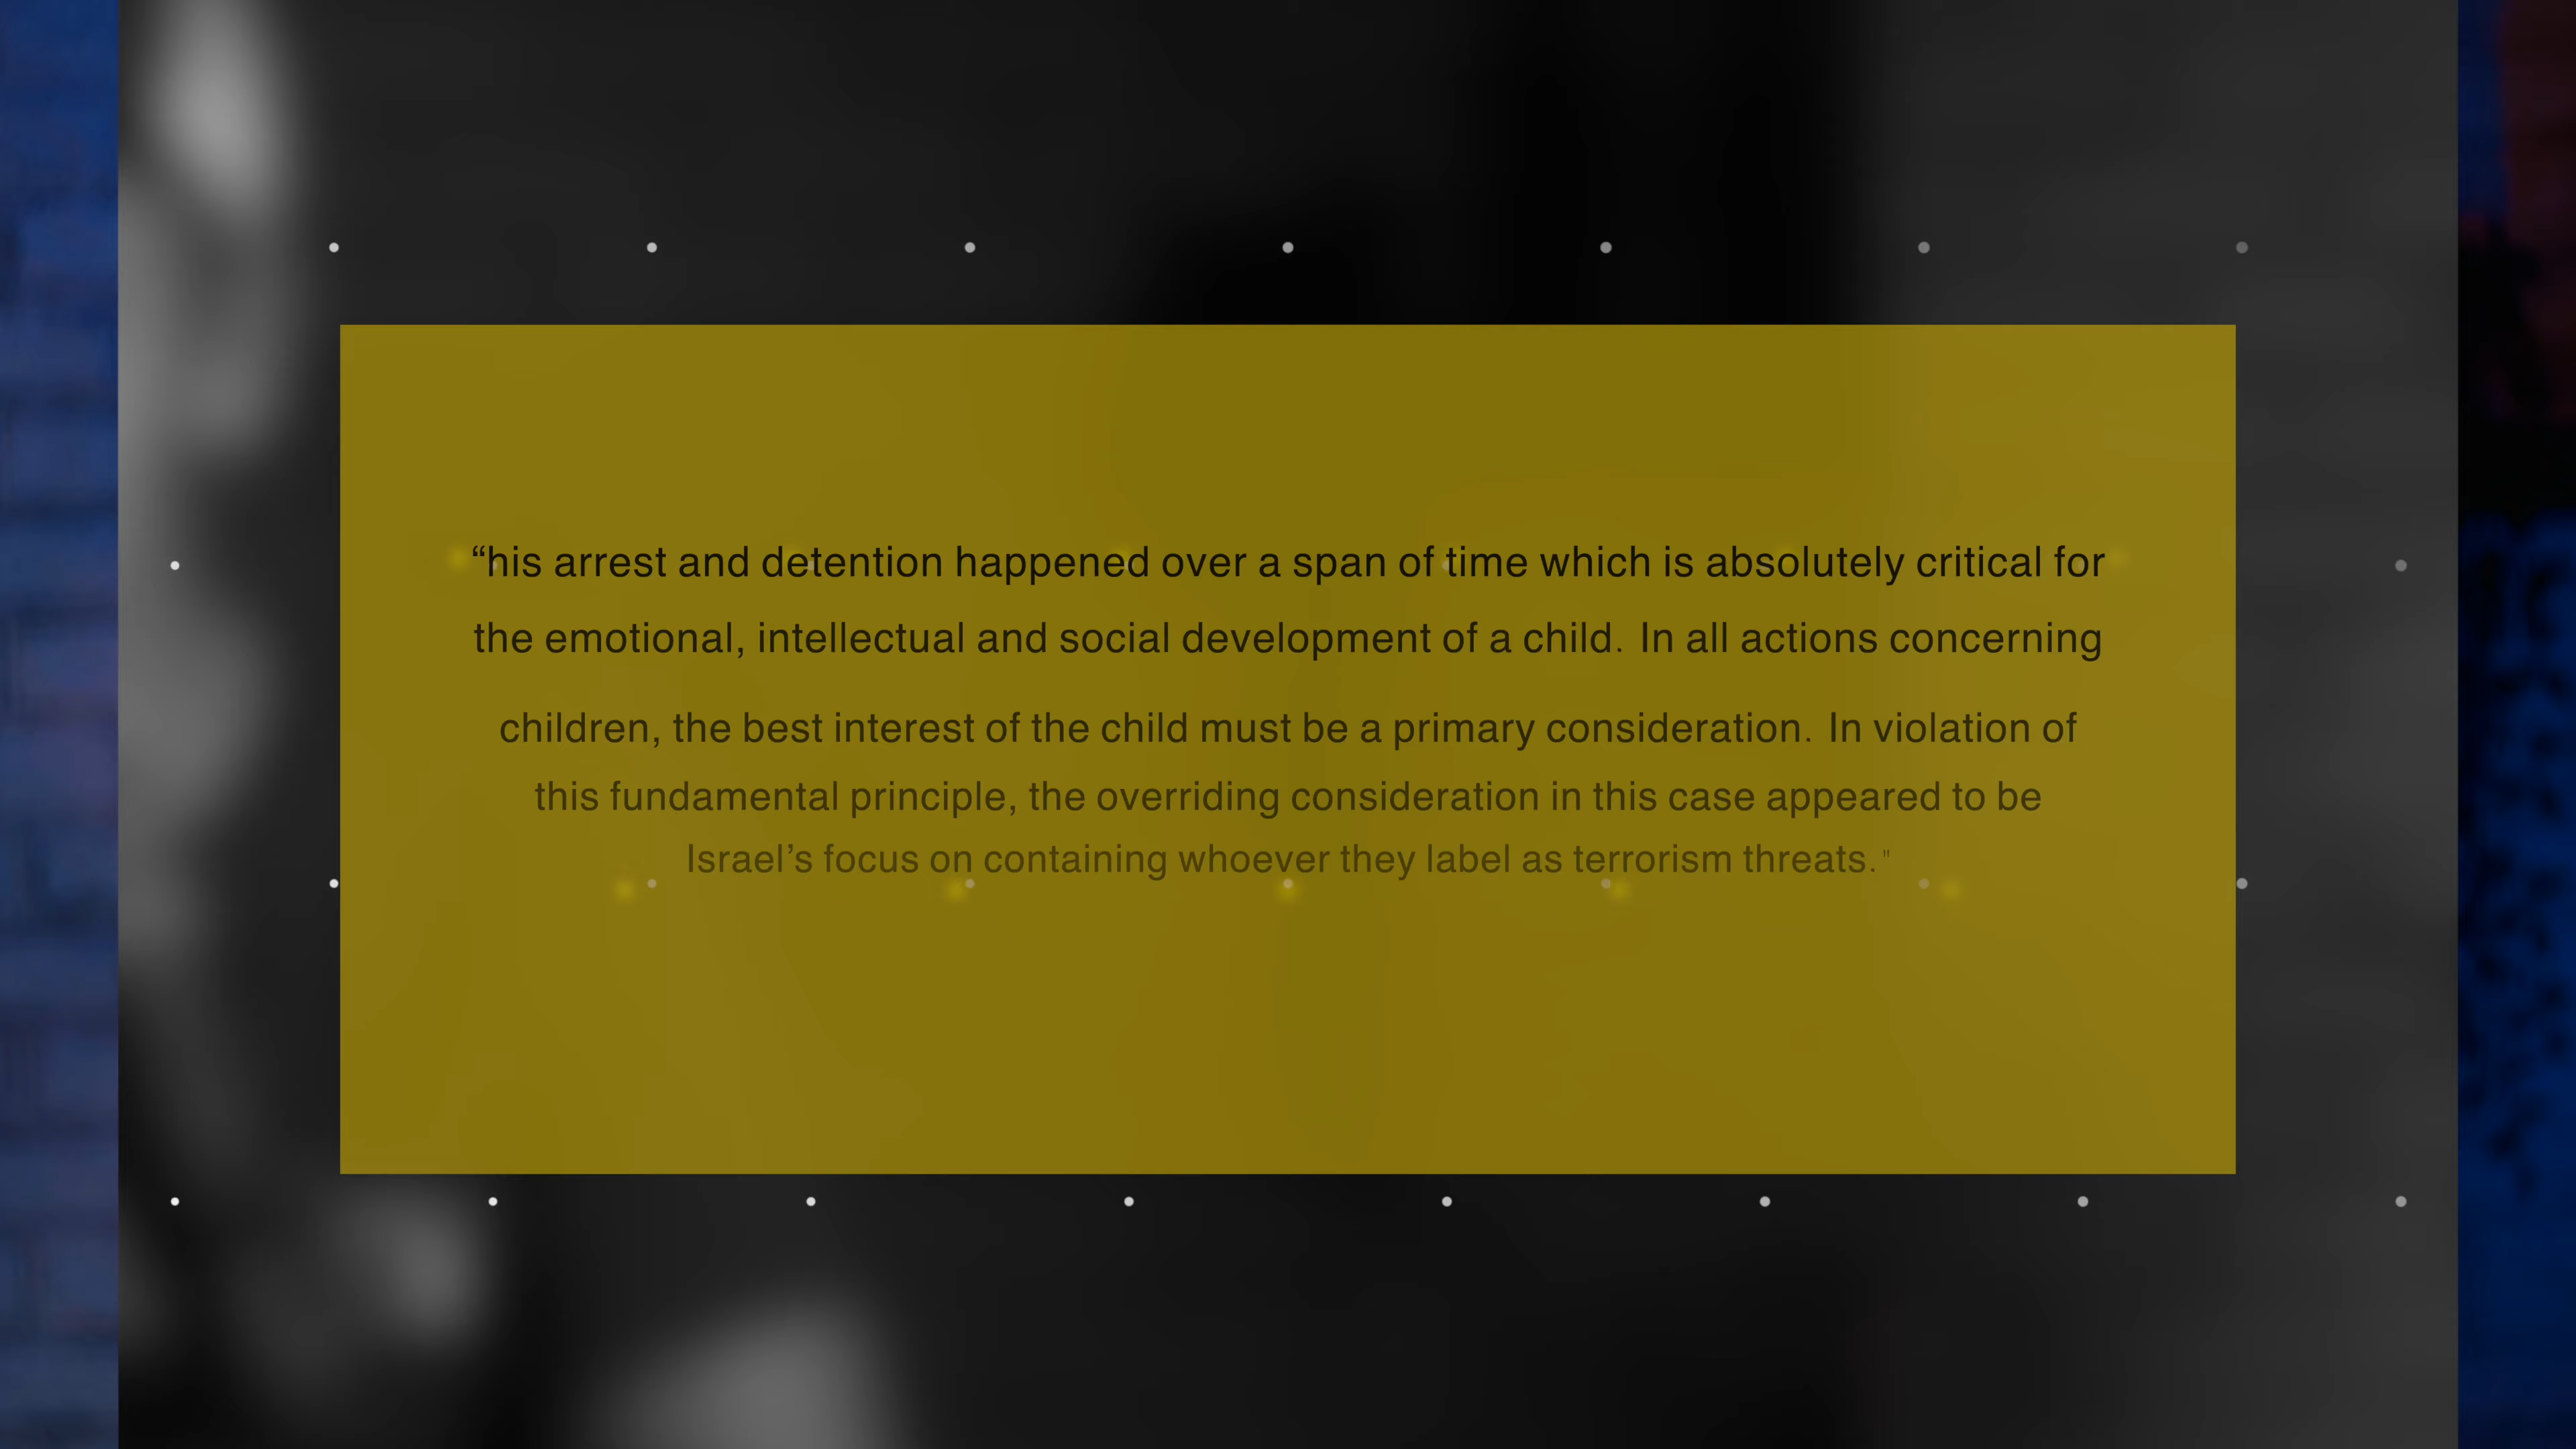 “his arrest and detention happened over a span of time which is absolutely critical for
the emotional, intellectual and social development of a child. In all actions concerning
children, the best interest of the child must be a primary consideration. In violation of
this fundamental principle, the overriding consideration in this case appeared to be
Israel’s focus on containing whoever they label as terrorism threats."